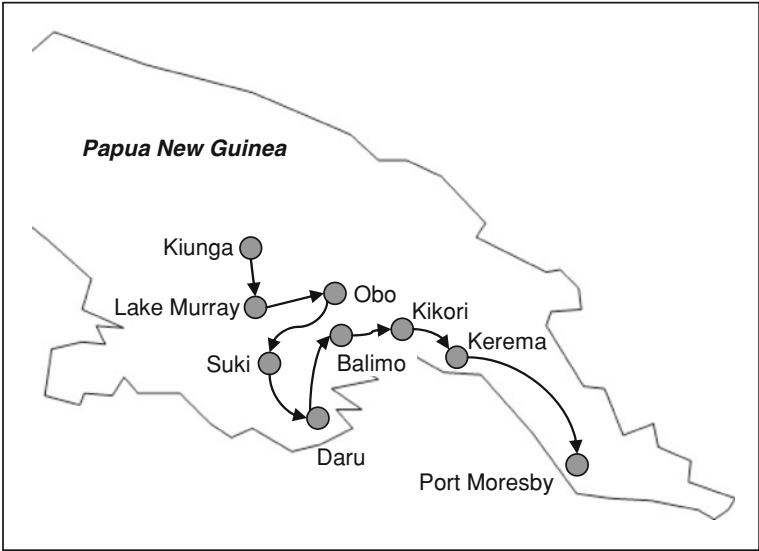 Papua New Guinea
Kiunga
Lake Murray
Obo
Kikori
Kerema
Suki
Balimo
Daru
Port Moresby